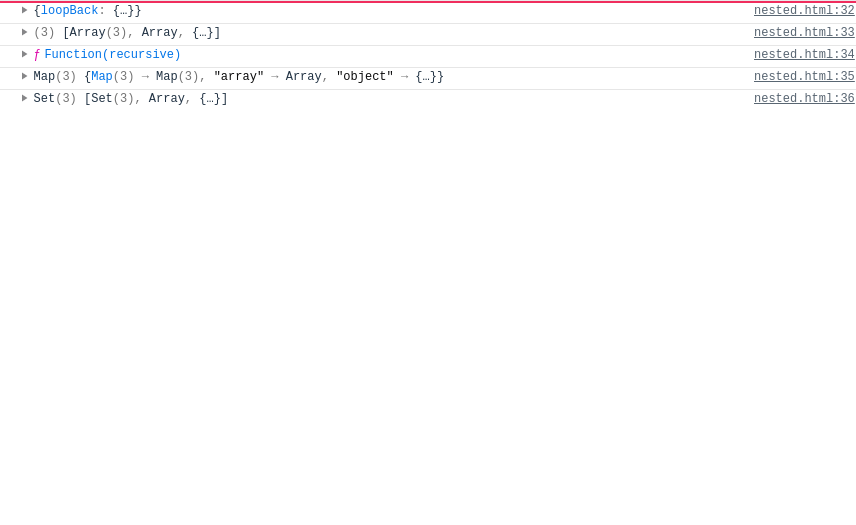 {loopBack: {…}} nested.html:32
(3) [Array(3), Array, {…}] nested.html:33
ƒ Function(recursive) nested.html:34
Map(3) {Map(3) → Map(3), "array" → Array, "object" → {…}} nested.html:35
Set(3) [Set(3), Array, {…}] nested.html:36